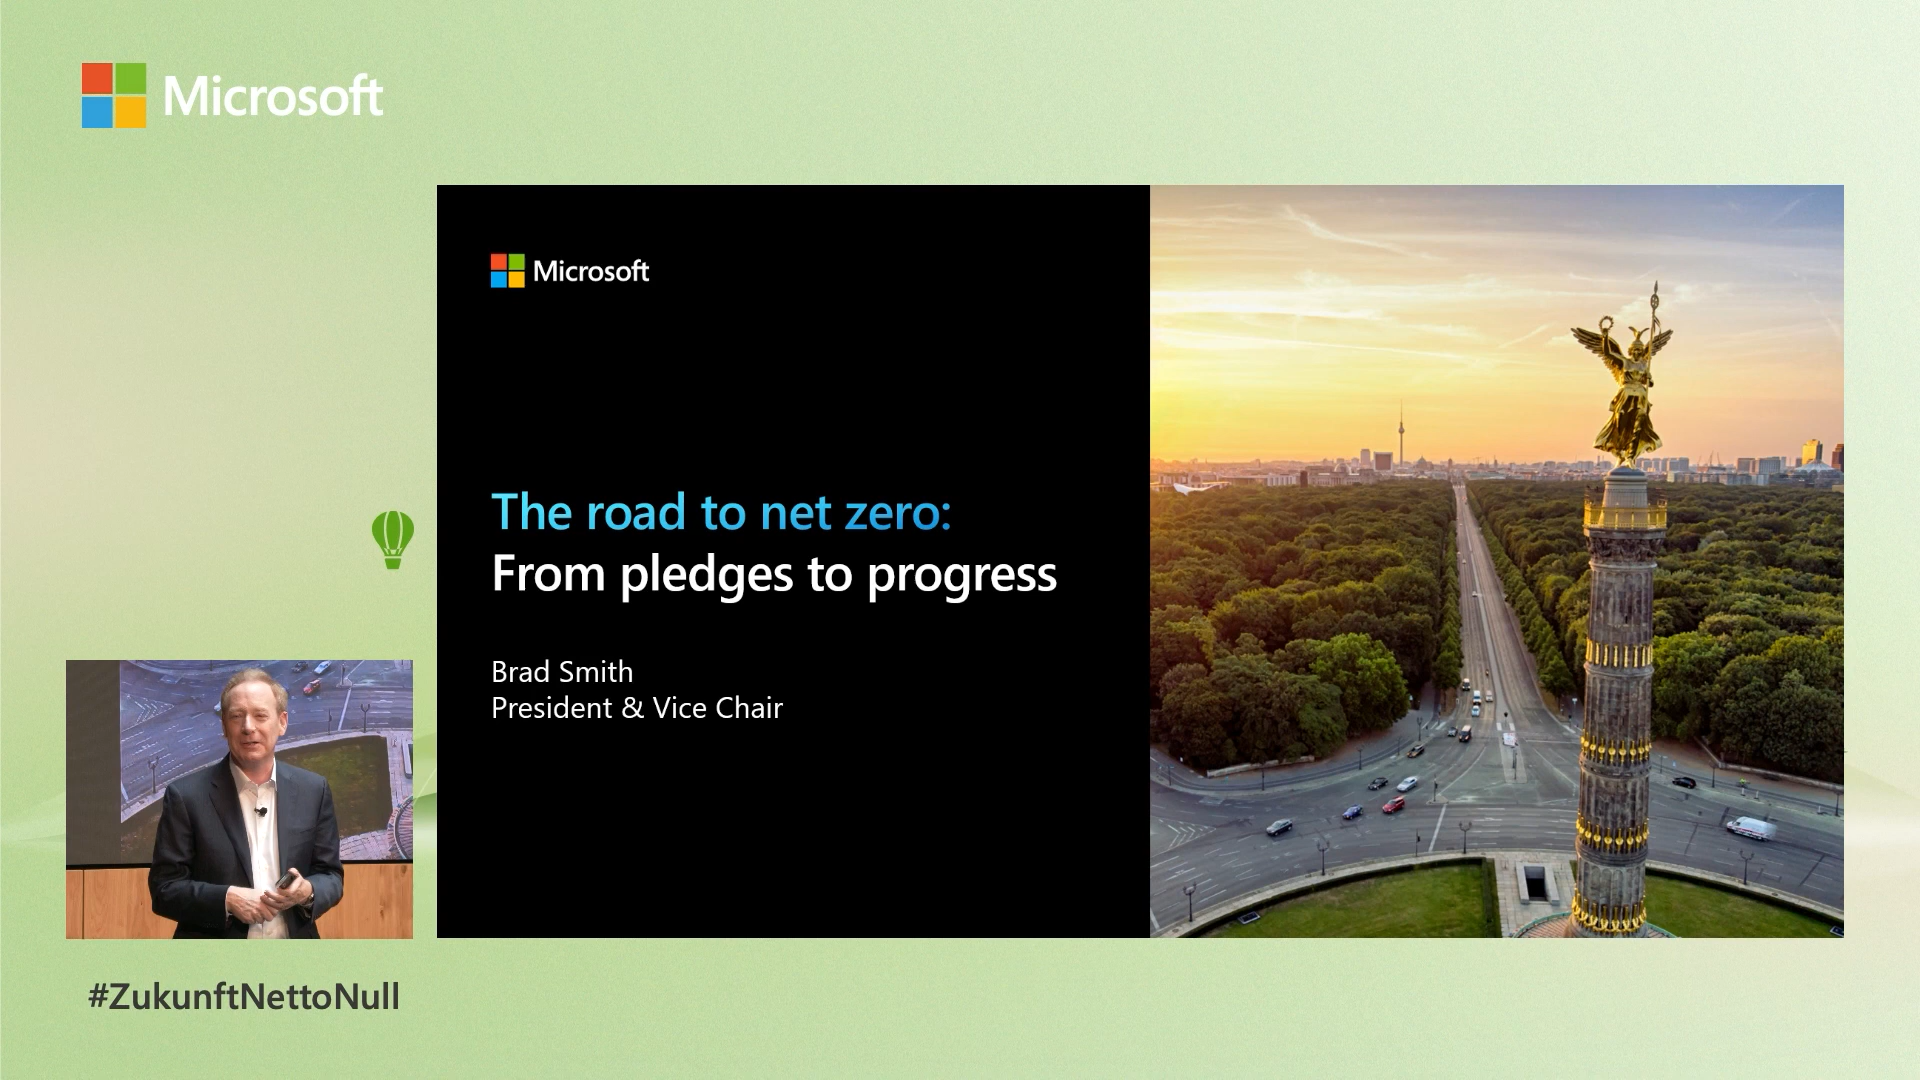 Microsoft
Microsoft
The road to net zero:
From pledges to progress
Brad Smith
President & Vice Chair
#ZukunftNettoNull